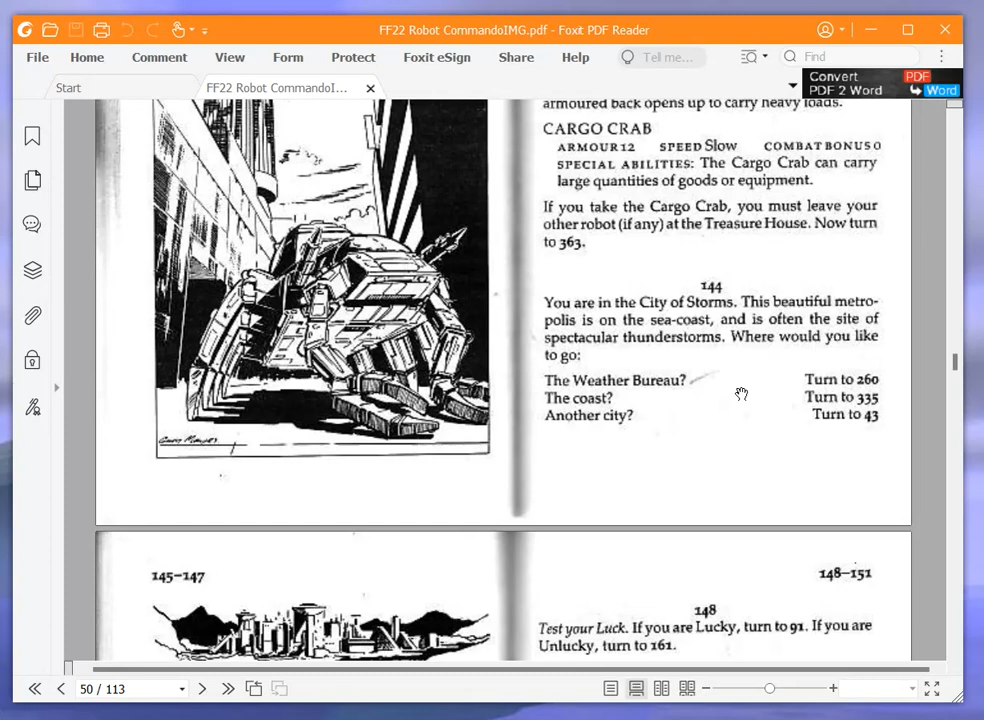 FF22 Robot CommandoIMG.pdf - Foxit PDF Reader
File Home Comment View Form Protect Foxit eSign Share Help Tell me... Find
Start FF22 Robot CommandoI...
Convert PDF
PDF 2 Word Word
armoured back opens up to carry heavy loads.
CARGO CRAB
ARMOUR 12 SPEED Slow COMBAT BONUS 0
SPECIAL ABILITIES: The Cargo Crab can carry
large quantities of goods or equipment.
If you take the Cargo Crab, you must leave your
other robot (if any) at the Treasure House. Now turn
to 363.
144
You are in the City of Storms. This beautiful metro-
polis is on the sea-coast, and is often the site of
spectacular thunderstorms. Where would you like
to go:
The Weather Bureau? Turn to 260
The coast? Turn to 335
Another city? Turn to 43
145–147
148–151
148
Test your Luck. If you are Lucky, turn to 91. If you are
Unlucky, turn to 161.
50 / 113